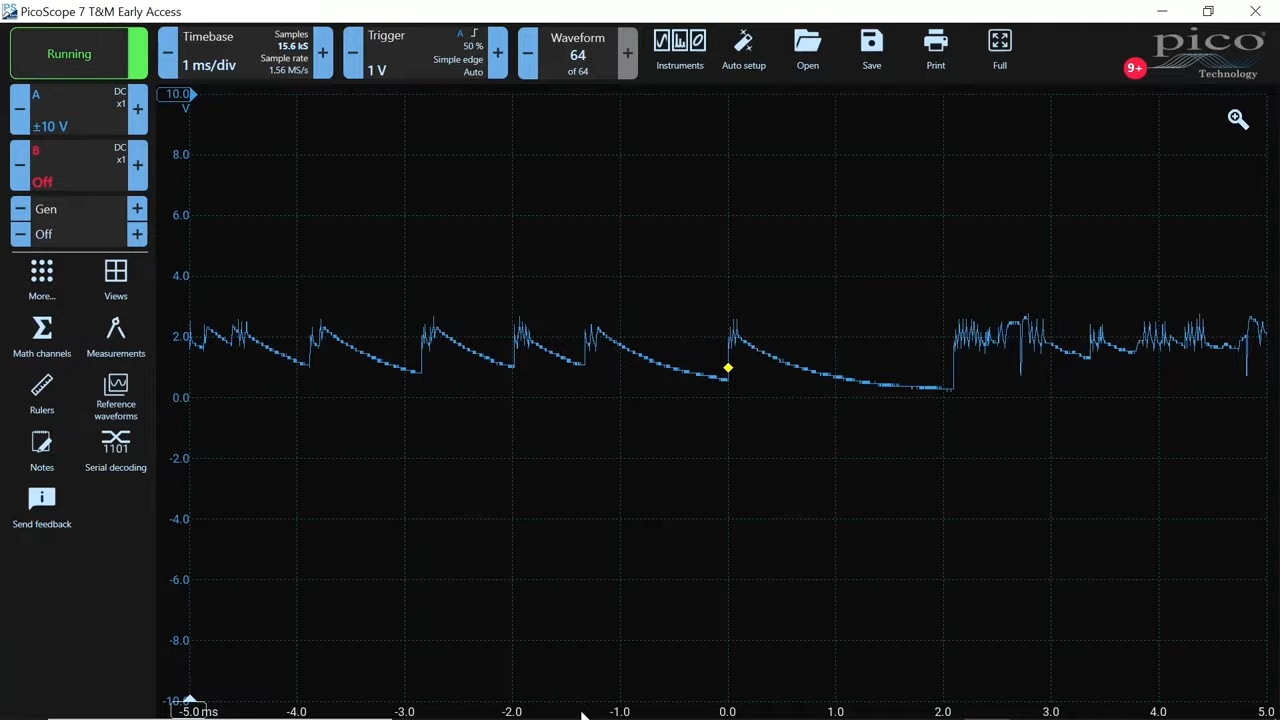 PicoScope 7 T&M Early Access
Running
Timebase
Samples
15.6 kS
Sample rate
1.56 MS/s
1 ms/div
Trigger
A
50 %
Simple edge
Auto
1 V
Waveform
64
of 64
Instruments
Auto setup
Open
Save
Print
Full
9+
pico
Technology
A
DC
x1
±10 V
B
DC
x1
Off
Gen
Off
More...
Views
Math channels
Measurements
Rulers
Reference
waveforms
Notes
Serial decoding
1101
Send feedback
10.0
V
8.0
6.0
4.0
2.0
0.0
-2.0
-4.0
-6.0
-8.0
-10.0
-5.0 ms
-4.0
-3.0
-2.0
-1.0
0.0
1.0
2.0
3.0
4.0
5.0